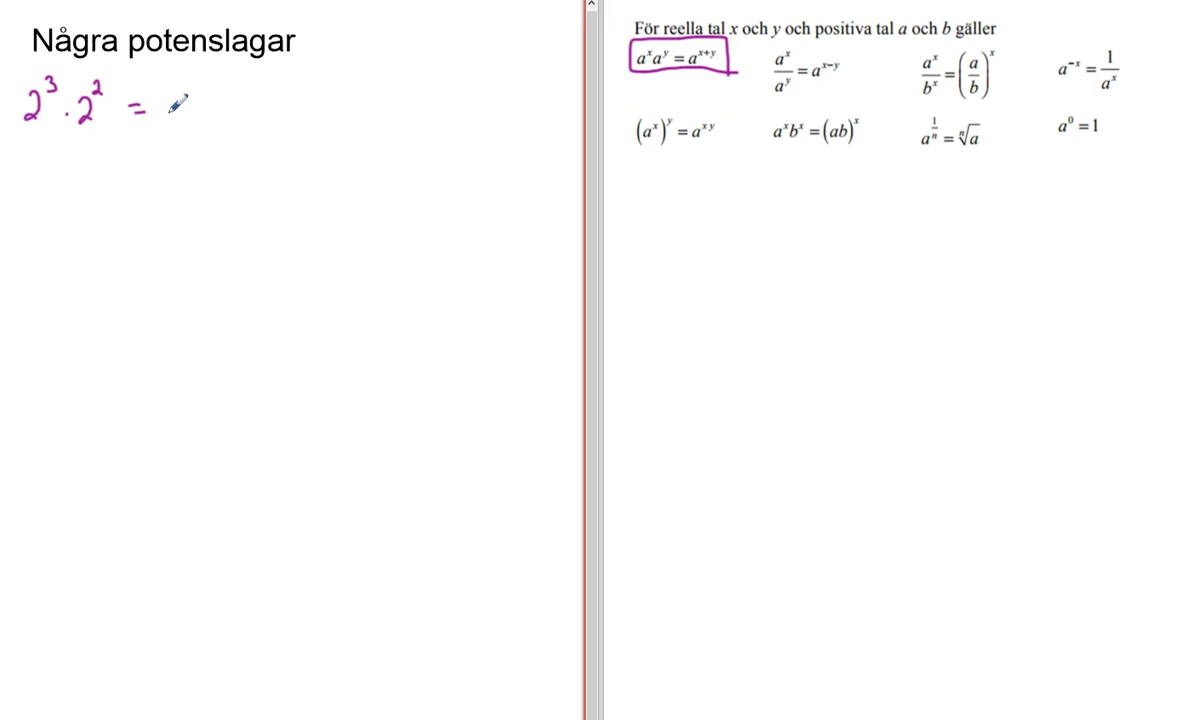 Några potenslagar
2³ · 2² =
För reella tal x och y och positiva tal a och b gäller
aˣaʸ = aˣ⁺ʸ    aˣ/aʸ = aˣ⁻ʸ    aˣ/bˣ = (a/b)ˣ    a⁻ˣ = 1/aˣ
(aˣ)ʸ = aˣʸ    aˣbˣ = (ab)ˣ    a^(1/n) = ⁿ√a    a⁰ = 1